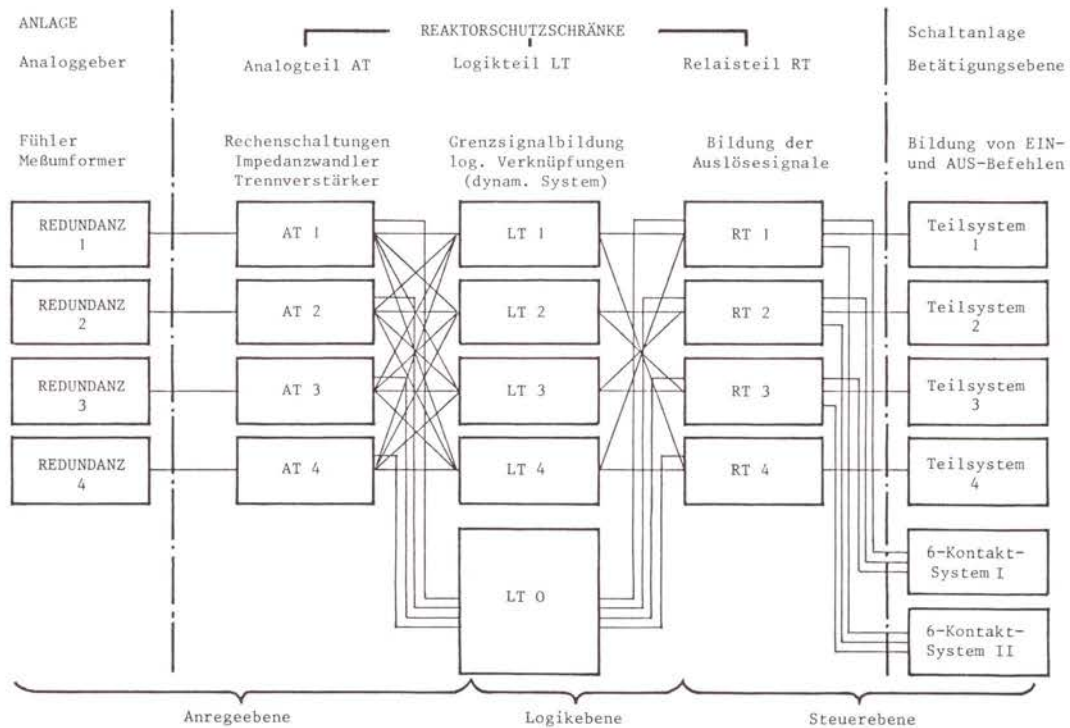 ANLAGE
REAKTORSCHUTZSCHRÄNKE
Schaltanlage
Analoggeber
Analogteil AT
Logikteil LT
Relaisteil RT
Betätigungsebene
Fühler
Meßumformer
Rechenschaltungen
Impedanzwandler
Trennverstärker
Grenzsignalbildung
log. Verknüpfungen
(dynam. System)
Bildung der
Auslösesignale
Bildung von EIN-
und AUS-Befehlen
REDUNDANZ
1
AT 1
LT 1
RT 1
Teilsystem
1
REDUNDANZ
2
AT 2
LT 2
RT 2
Teilsystem
2
REDUNDANZ
3
AT 3
LT 3
RT 3
Teilsystem
3
REDUNDANZ
4
AT 4
LT 4
RT 4
Teilsystem
4
LT 0
6-Kontakt-
System I
6-Kontakt-
System II
Anregeebene
Logikebene
Steuerebene